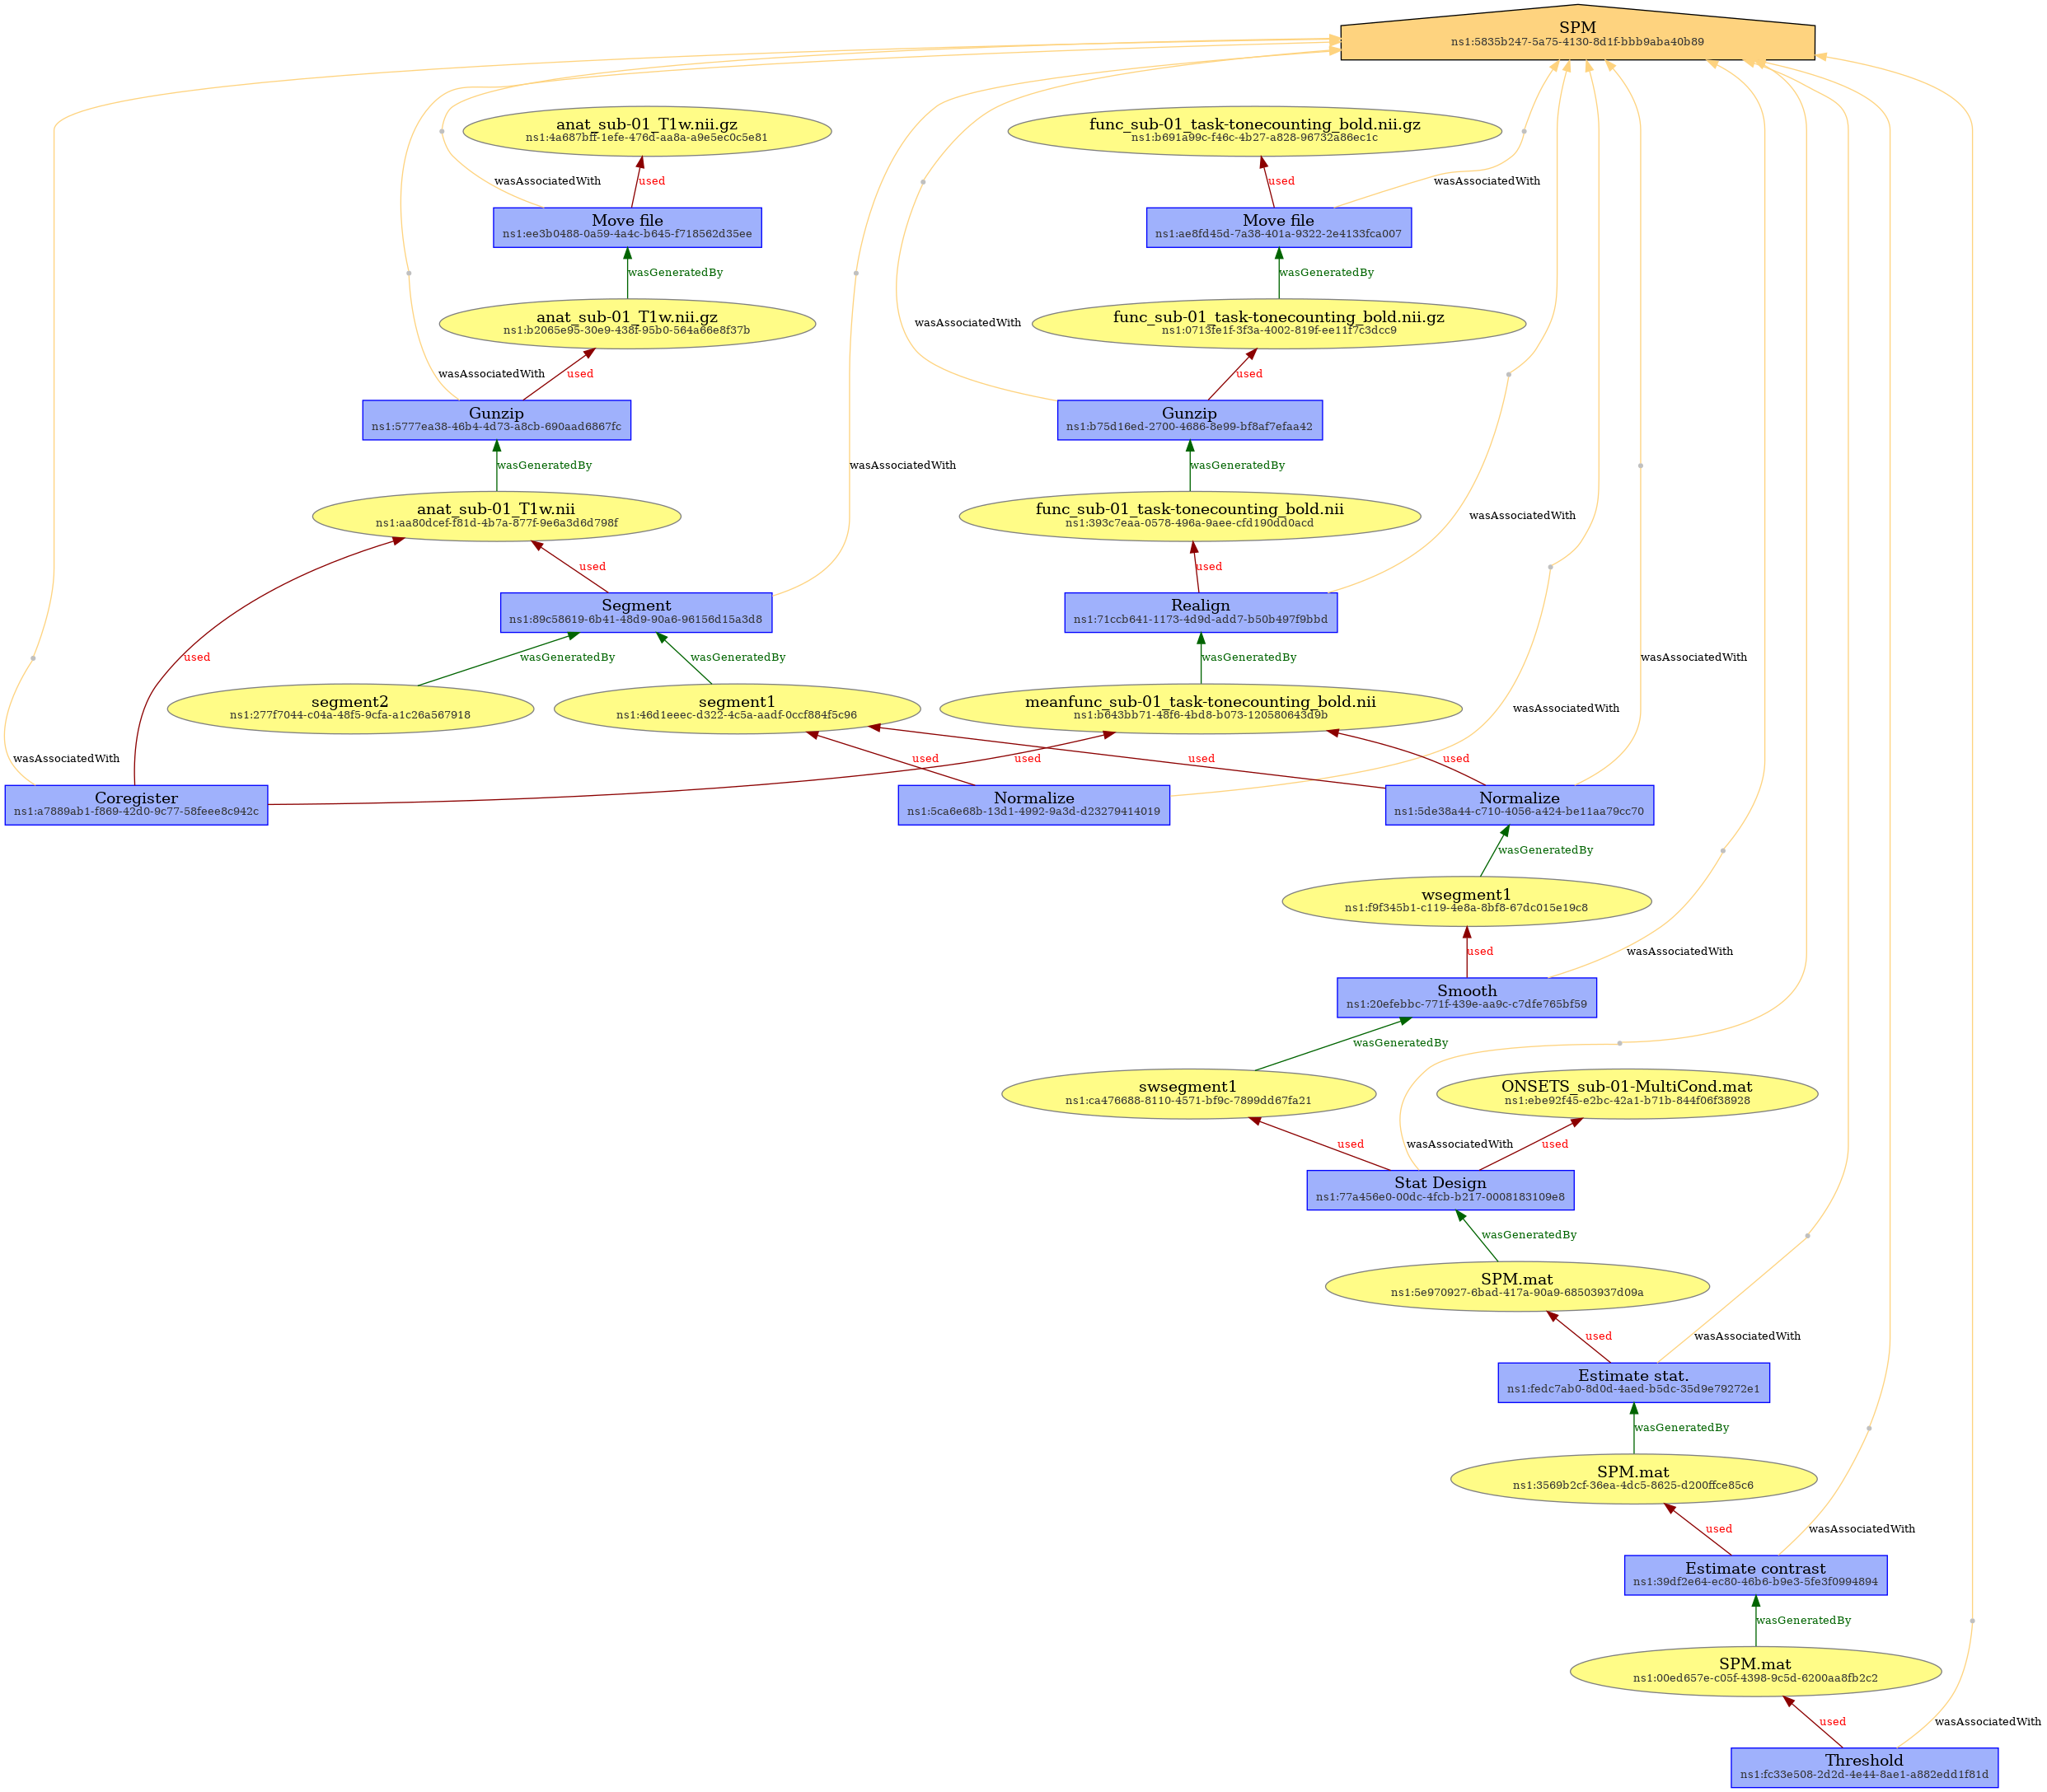 SPM
ns1:5835b247-5a75-4130-8d1f-bbb9aba40b89
anat_sub-01_T1w.nii.gz
ns1:4a687bff-1efe-476d-aa8a-a9e5ec0c5e81
func_sub-01_task-tonecounting_bold.nii.gz
ns1:b691a99c-f46c-4b27-a828-96732a86ec1c
wasAssociatedWith
used
used
wasAssociatedWith
Move file
ns1:ee3b0488-0a59-4a4c-b645-f718562d35ee
Move file
ns1:ae8fd45d-7a38-401a-9322-2e4133fca007
wasGeneratedBy
wasGeneratedBy
anat_sub-01_T1w.nii.gz
ns1:b2065e95-30e9-438f-95b0-564a66e8f37b
wasAssociatedWith
func_sub-01_task-tonecounting_bold.nii.gz
ns1:0713fe1f-3f3a-4002-819f-ee11f7c3dcc9
wasAssociatedWith
used
used
Gunzip
ns1:5777ea38-46b4-4d73-a8cb-690aad6867fc
Gunzip
ns1:b75d16ed-2700-4686-8e99-bf8af7efaa42
wasGeneratedBy
wasAssociatedWith
wasGeneratedBy
anat_sub-01_T1w.nii
ns1:aa80dcef-f81d-4b7a-877f-9e6a3d6d798f
func_sub-01_task-tonecounting_bold.nii
ns1:393c7eaa-0578-496a-9aee-cfd190dd0acd
wasAssociatedWith
used
used
Segment
ns1:89c58619-6b41-48d9-90a6-96156d15a3d8
Realign
ns1:71ccb641-1173-4d9d-add7-b50b497f9bbd
used
wasGeneratedBy
wasGeneratedBy
wasGeneratedBy
wasAssociatedWith
segment2
ns1:277f7044-c04a-48f5-9cfa-a1c26a567918
segment1
ns1:46d1eeec-d322-4c5a-aadf-0ccf884f5c96
meanfunc_sub-01_task-tonecounting_bold.nii
ns1:b643bb71-48f6-4bd8-b073-120580643d9b
wasAssociatedWith
wasAssociatedWith
used
used
used
used
Coregister
ns1:a7889ab1-f869-42d0-9c77-58feee8c942c
Normalize
ns1:5ca6e68b-13d1-4992-9a3d-d23279414019
Normalize
ns1:5de38a44-c710-4056-a424-be11aa79cc70
wasGeneratedBy
wsegment1
ns1:f9f345b1-c119-4e8a-8bf8-67dc015e19c8
used
wasAssociatedWith
Smooth
ns1:20efebbc-771f-439e-aa9c-c7dfe765bf59
wasGeneratedBy
swsegment1
ns1:ca476688-8110-4571-bf9c-7899dd67fa21
ONSETS_sub-01-MultiCond.mat
ns1:ebe92f45-e2bc-42a1-b71b-844f06f38928
used
wasAssociatedWith
used
Stat Design
ns1:77a456e0-00dc-4fcb-b217-0008183109e8
wasGeneratedBy
SPM.mat
ns1:5e970927-6bad-417a-90a9-68503937d09a
used
wasAssociatedWith
Estimate stat.
ns1:fedc7ab0-8d0d-4aed-b5dc-35d9e79272e1
wasGeneratedBy
SPM.mat
ns1:3569b2cf-36ea-4dc5-8625-d200ffce85c6
used
wasAssociatedWith
Estimate contrast
ns1:39df2e64-ec80-46b6-b9e3-5fe3f0994894
wasGeneratedBy
SPM.mat
ns1:00ed657e-c05f-4398-9c5d-6200aa8fb2c2
used
wasAssociatedWith
Threshold
ns1:fc33e508-2d2d-4e44-8ae1-a882edd1f81d